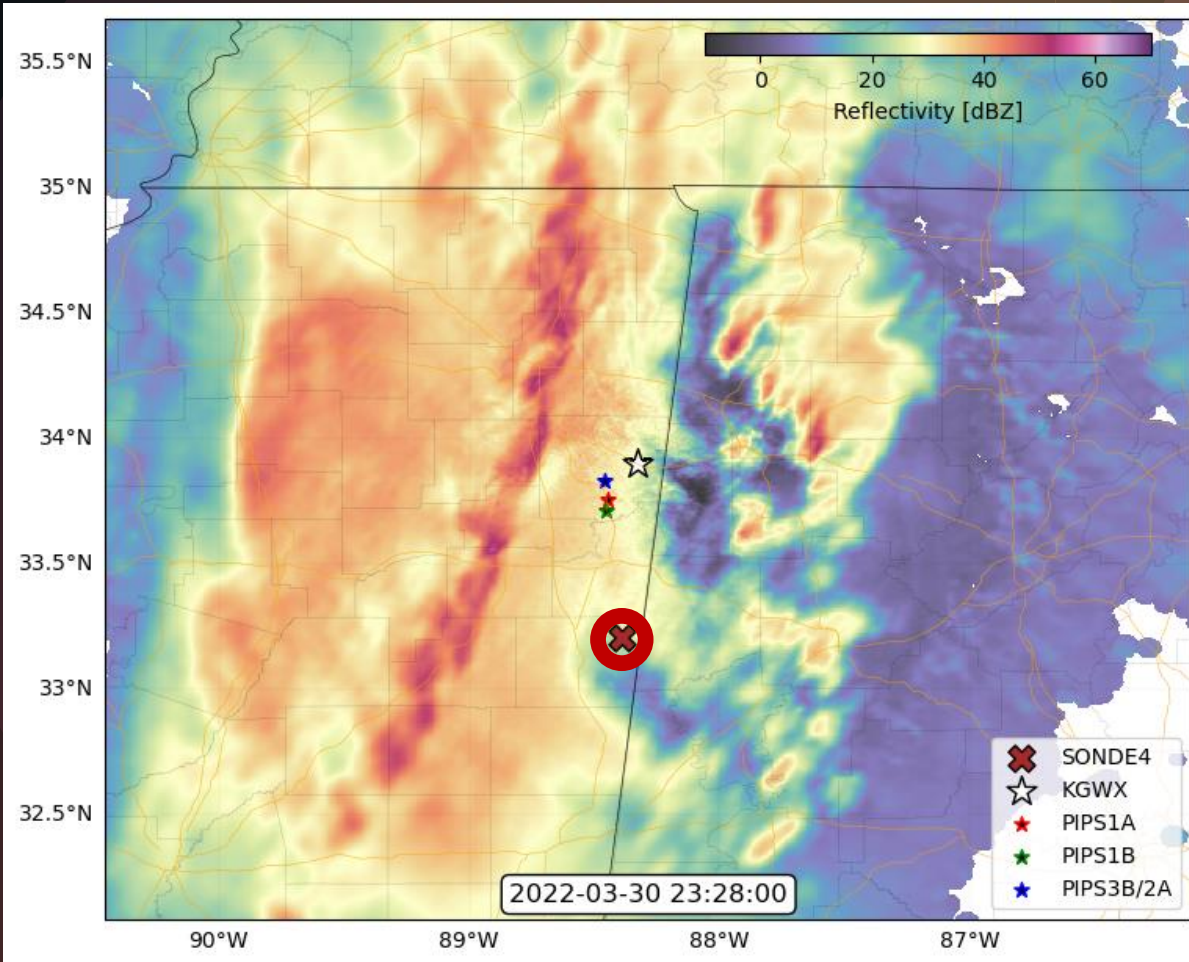 35.5°N
35°N
34.5°N
34°N
33.5°N
33°N
32.5°N
0 20 40 60
Reflectivity [dBZ]
SONDE4
KGWX
PIPS1A
PIPS1B
PIPS3B/2A
2022-03-30 23:28:00
90°W 89°W 88°W 87°W